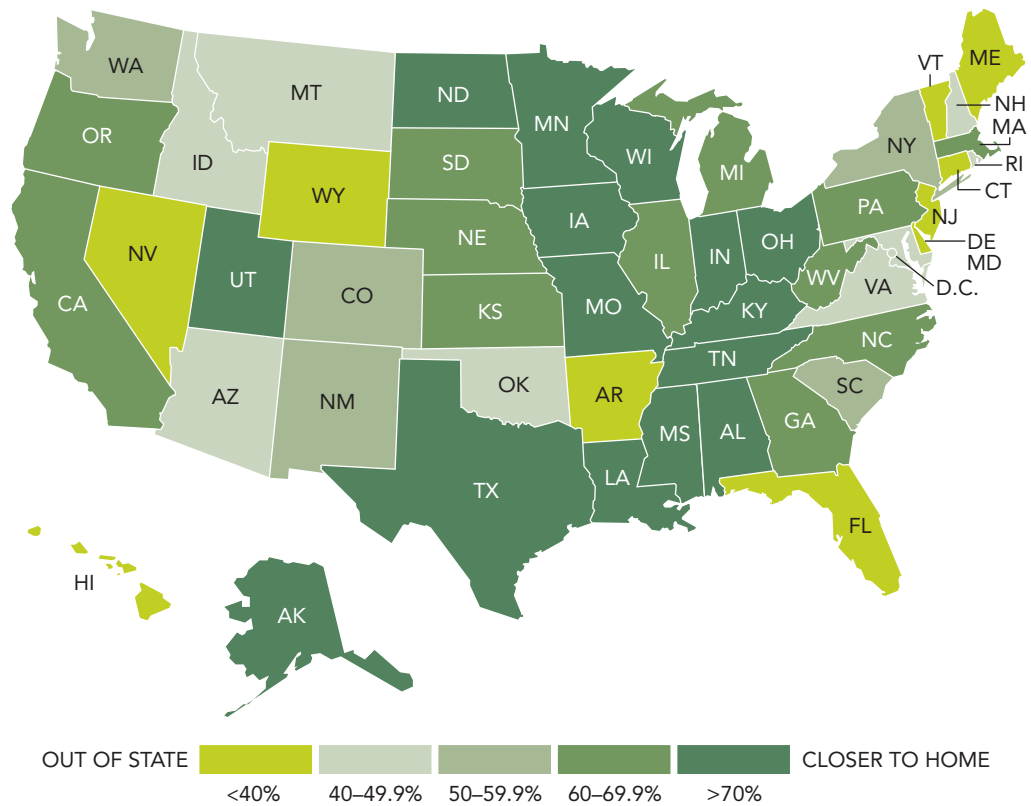 WA
MT
ND
MN
VT
ME
NH
MA
OR
ID
SD
WI
MI
NY
RI
CT
WY
IA
PA
NJ
NE
OH
DE
MD
NV
UT
IL
IN
WV
VA
D.C.
CO
CA
KS
MO
KY
NC
TN
AZ
NM
OK
AR
SC
MS
AL
GA
LA
TX
FL
HI
AK
OUT OF STATE
CLOSER TO HOME
<40%
40–49.9%
50–59.9%
60–69.9%
>70%